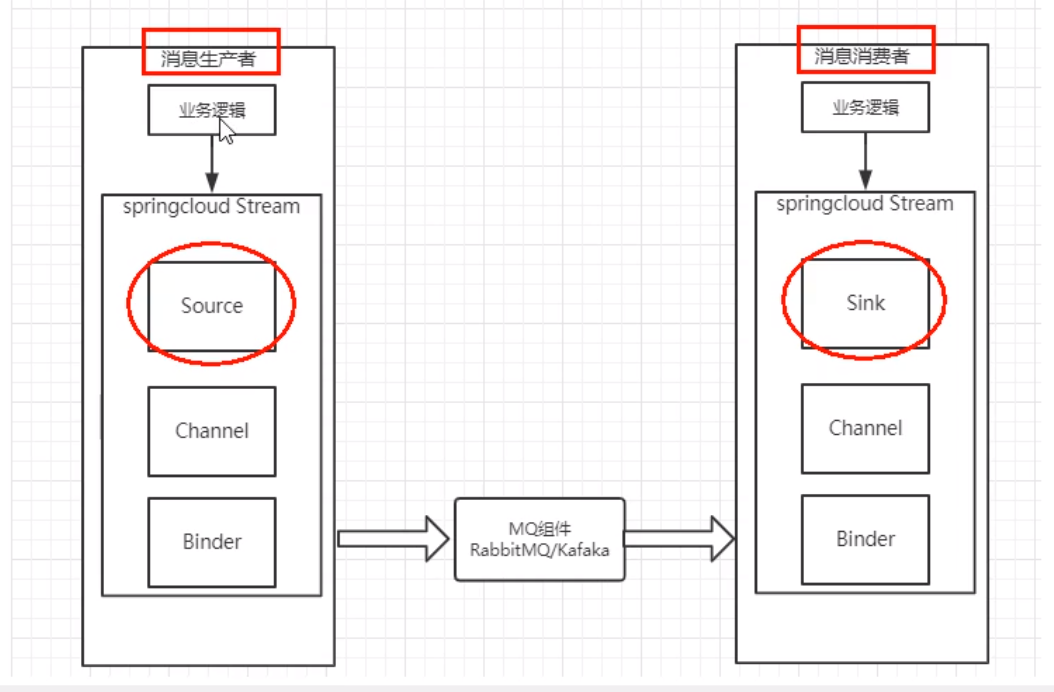 消息生产者
业务逻辑
springcloud Stream
Source
Channel
Binder
MQ组件
RabbitMQ/Kafaka
消息消费者
业务逻辑
springcloud Stream
Sink
Channel
Binder